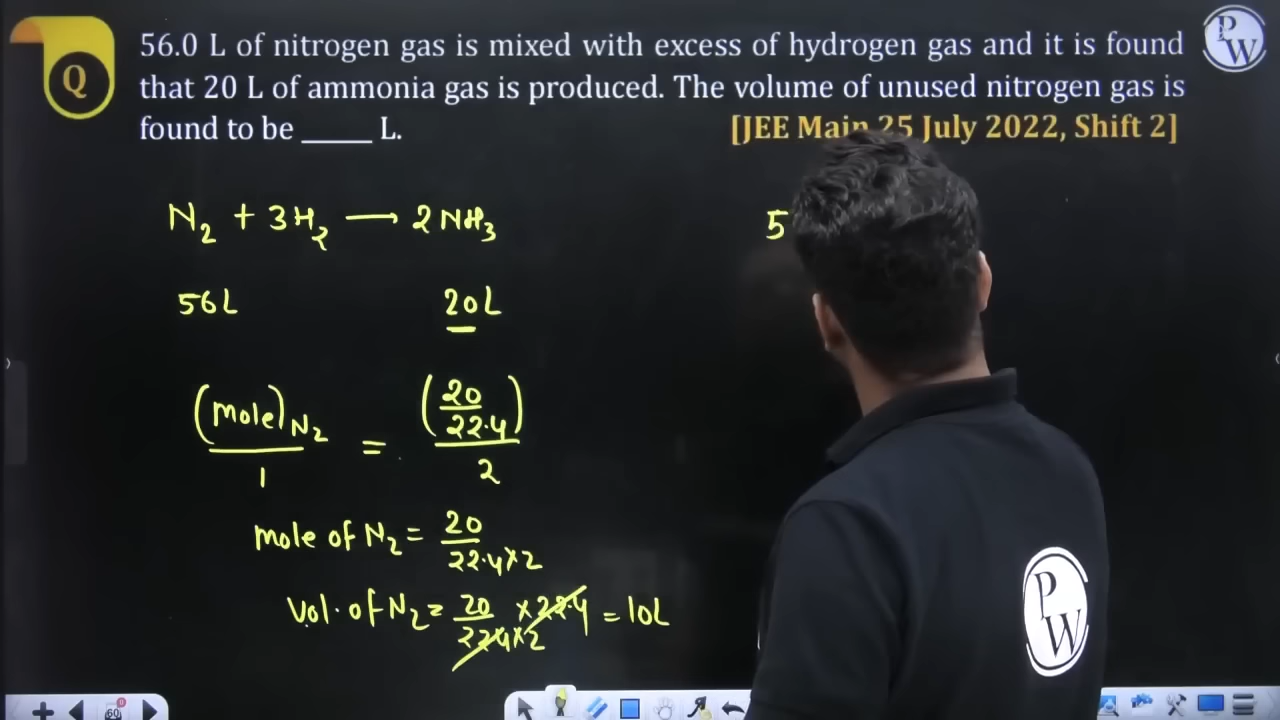 Q
56.0 L of nitrogen gas is mixed with excess of hydrogen gas and it is found
that 20 L of ammonia gas is produced. The volume of unused nitrogen gas is
found to be _____ L. [JEE Main 25 July 2022, Shift 2]
PW
N₂ + 3H₂ ⟶ 2NH₃
5
56L 20L
(mole)N₂ / 1 = (20/22.4) / 2
mole of N₂ = 20 / 22.4×2
Vol. of N₂ = 20 / 22.4×2 ×22.4 = 10L
PW
60